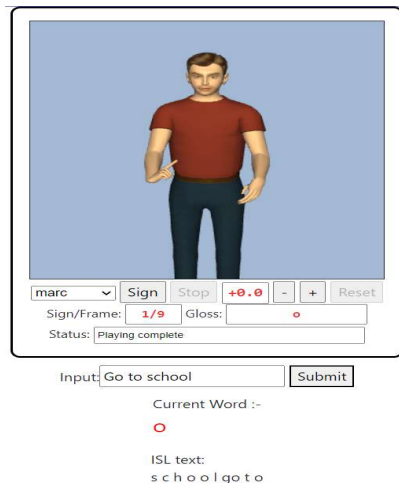 marc Sign Stop +0.0 - + Reset
Sign/Frame: 1/9 Gloss: o
Status: Playing complete
Input: Go to school Submit
Current Word :-
O
ISL text:
s c h o o l g o t o